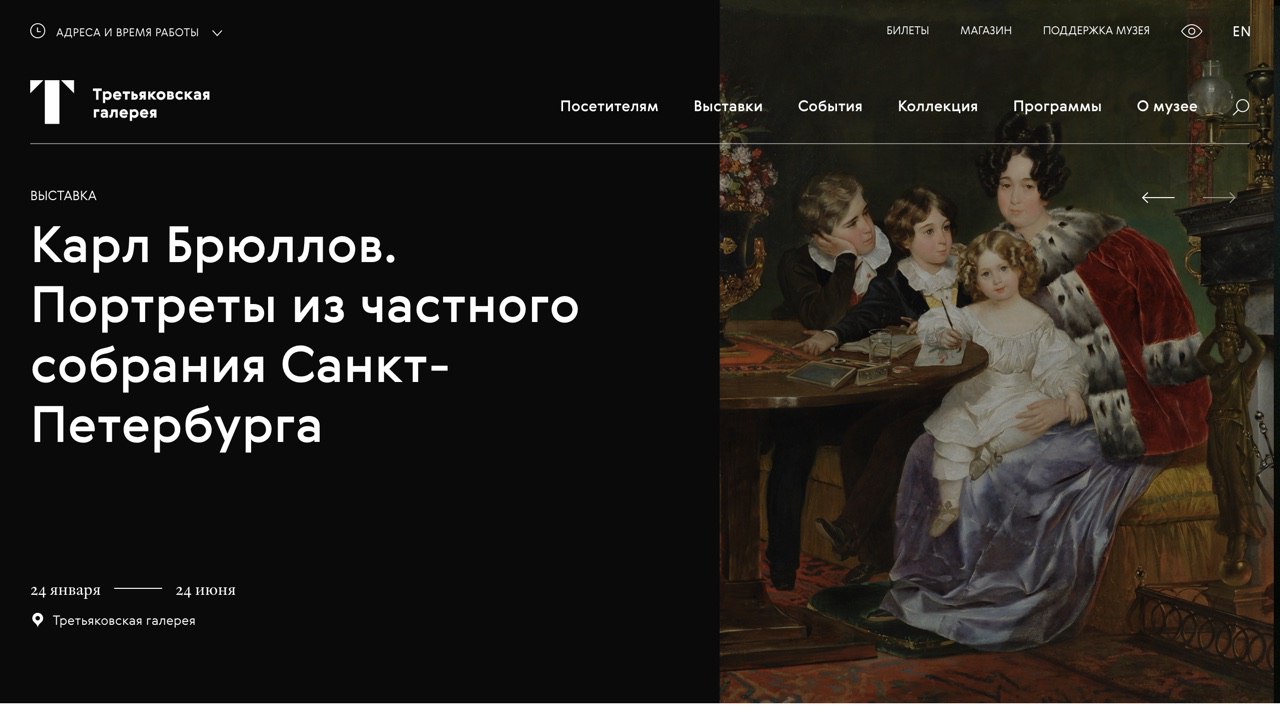 АДРЕСА И ВРЕМЯ РАБОТЫ
БИЛЕТЫ МАГАЗИН ПОДДЕРЖКА МУЗЕЯ EN
Третьяковская
галерея
Посетителям Выставки События Коллекция Программы О музее
ВЫСТАВКА
Карл Брюллов.
Портреты из частного
собрания Санкт-
Петербурга
24 января 24 июня
Третьяковская галерея